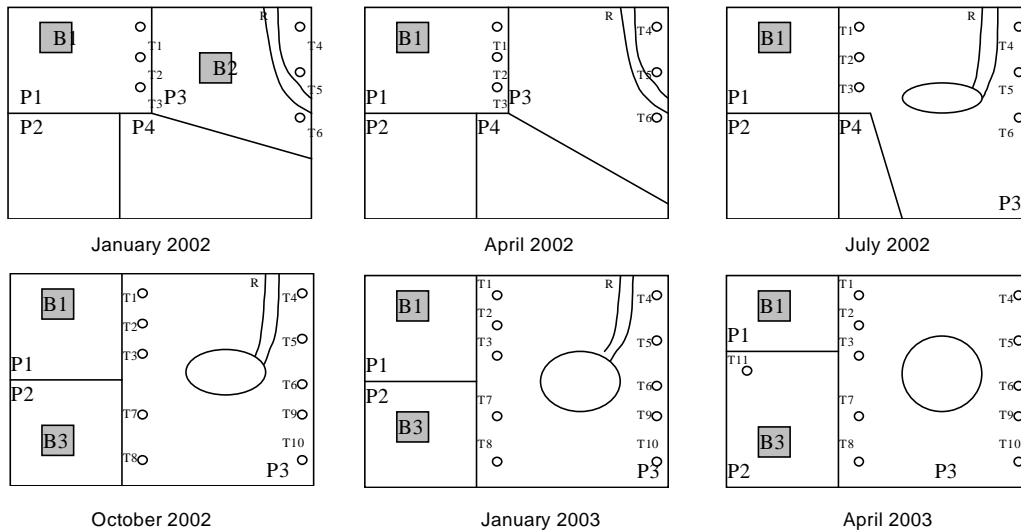 B1
T1
T2
T3
B2
R
T4
T5
T6
P1
P3
P2
P4
January 2002
B1
T1
T2
T3
R
T4
T5
T6
P1
P3
P2
P4
April 2002
B1
T1
T2
T3
R
T4
T5
T6
P1
P2
P4
P3
July 2002
B1
T1
T2
T3
R
T4
T5
T6
P1
P2
B3
T7
T8
T9
T10
P3
October 2002
B1
T1
T2
T3
R
T4
T5
T6
P1
P2
B3
T7
T8
T9
T10
P3
January 2003
B1
T1
T2
T3
T4
T5
T6
P1
T11
B3
T7
T8
T9
T10
P2
P3
April 2003